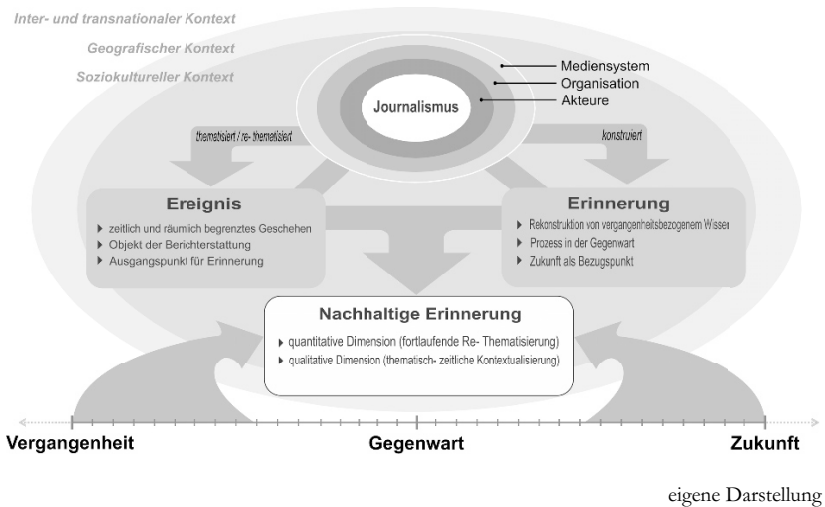 Inter- und transnationaler Kontext
Geografischer Kontext
Soziokultureller Kontext
Mediensystem
Organisation
Akteure
Journalismus
thematisiert / re- thematisiert
konstruiert
Ereignis
zeitlich und räumich begrenztes Geschehen
Objekt der Berichterstattung
Ausgangspunkt für Erinnerung
Erinnerung
Rekonstruktion von vergangenheitsbezogenem Wissen
Prozess in der Gegenwart
Zukunft als Bezugspunkt
Nachhaltige Erinnerung
quantitative Dimension (fortlaufende Re- Thematisierung)
qualitative Dimension (thematisch- zeitliche Kontextualisierung)
Vergangenheit
Gegenwart
Zukunft
eigene Darstellung